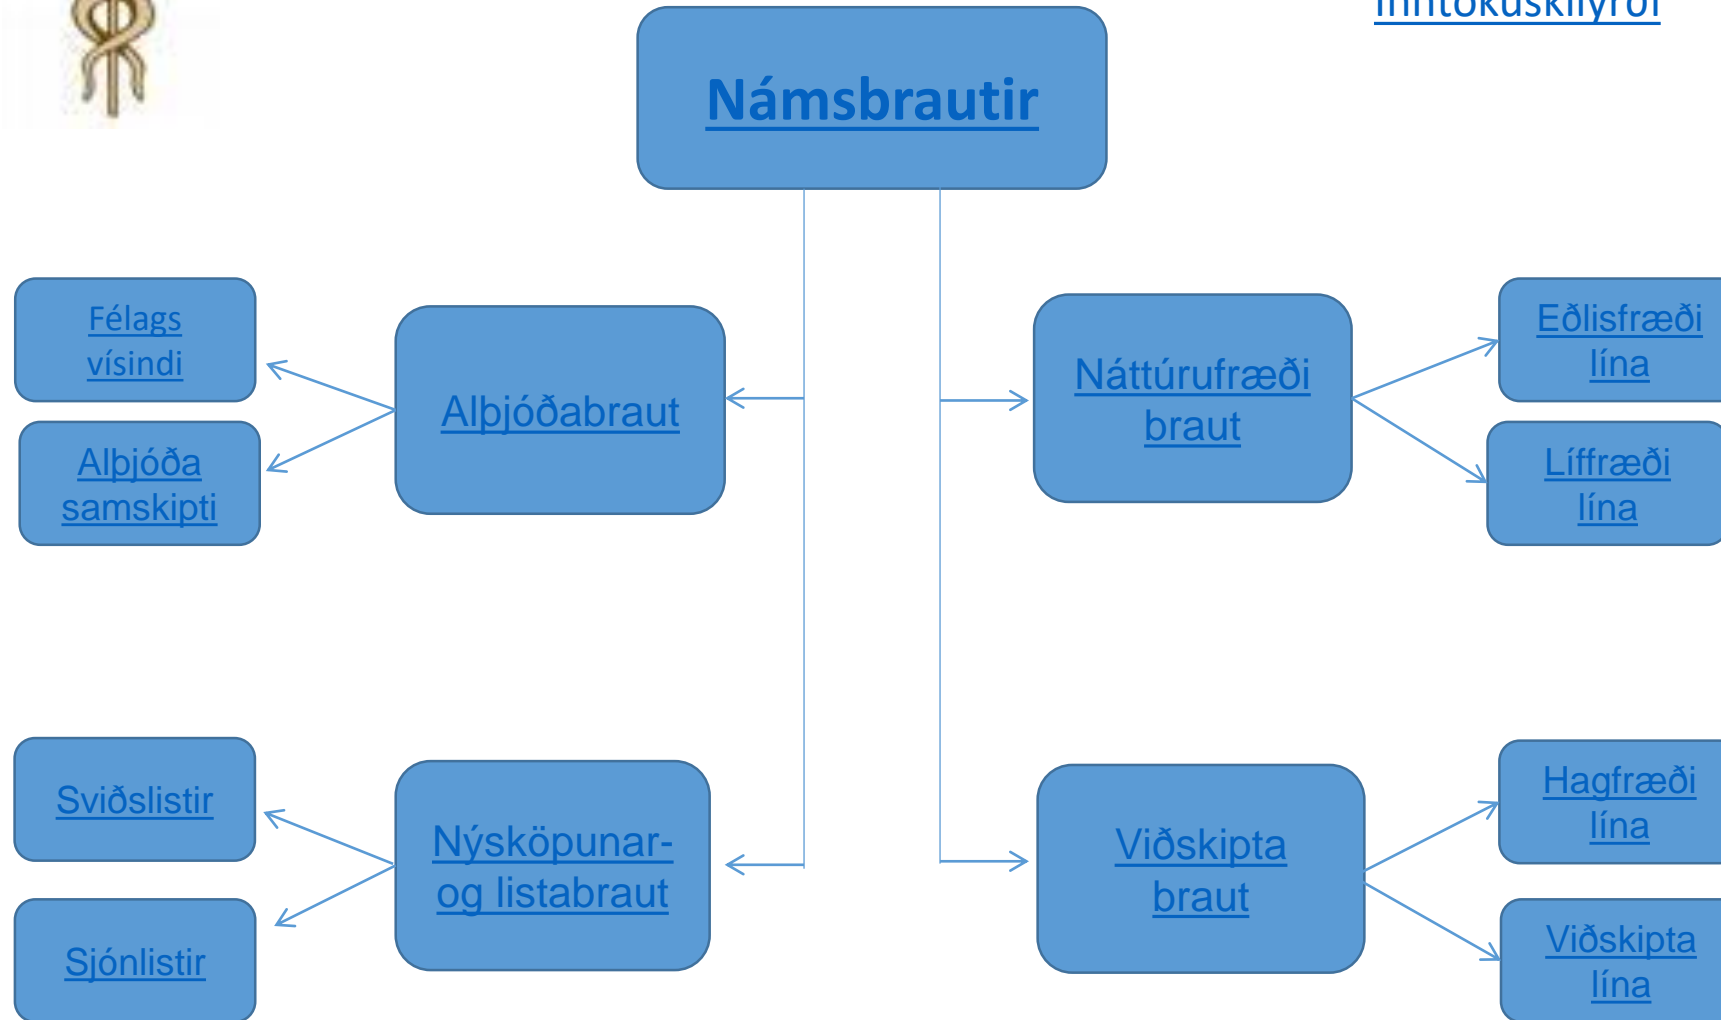 Inntökuskilyrði
Námsbrautir
Félags
vísindi
Alþjóða
samskipti
Alþjóðabraut
Náttúrufræði
braut
Eðlisfræði
lína
Líffræði
lína
Sviðslistir
Sjónlistir
Nýsköpunar-
og listabraut
Viðskipta
braut
Hagfræði
lína
Viðskipta
lína